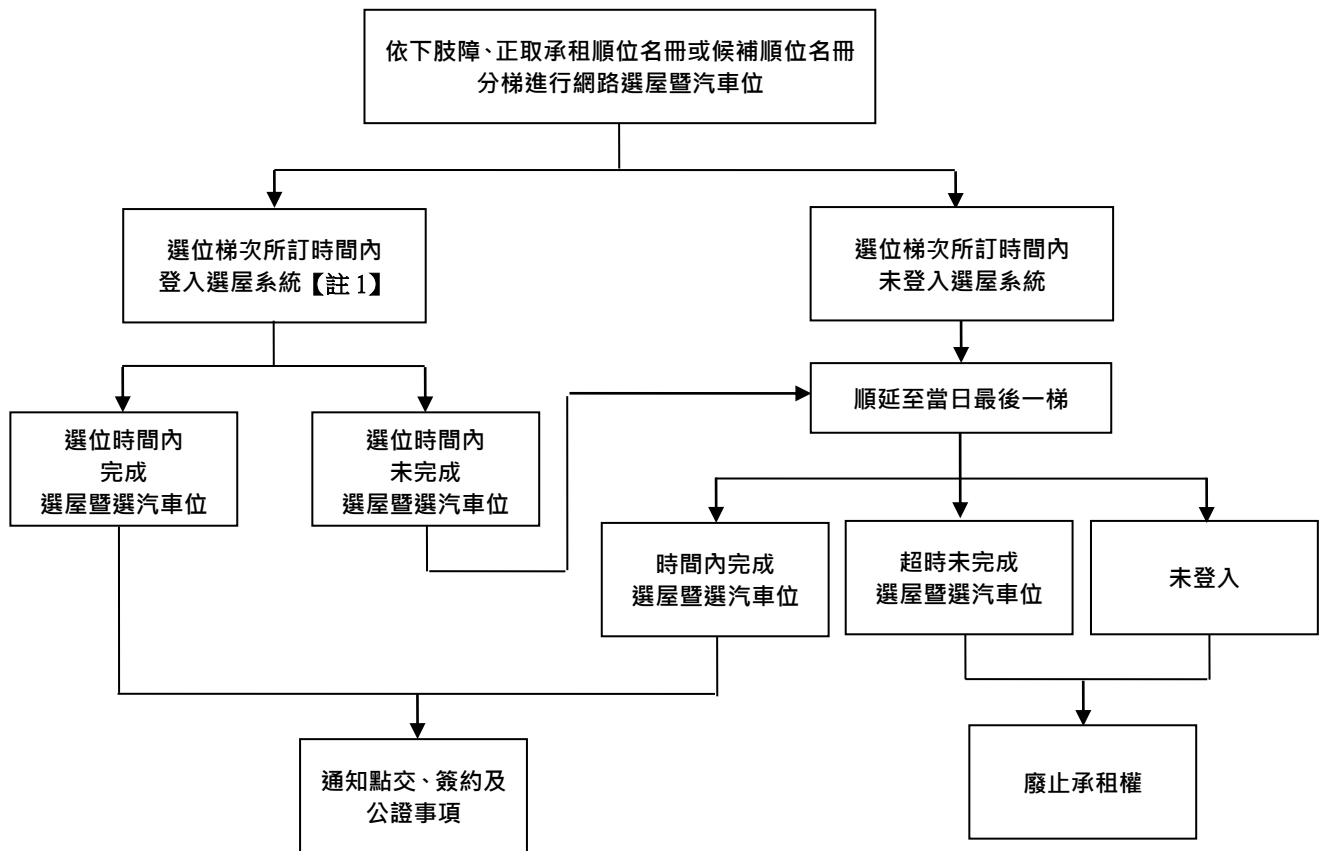 依下肢障、正取承租順位名冊或候補順位名冊
分梯進行網路選屋暨汽車位
選位梯次所訂時間內
登入選屋系統【註1】
選位梯次所訂時間內
未登入選屋系統
順延至當日最後一梯
選位時間內
完成
選屋暨選汽車位
選位時間內
未完成
選屋暨選汽車位
時間內完成
選屋暨選汽車位
超時未完成
選屋暨選汽車位
未登入
通知點交、簽約及
公證事項
廢止承租權